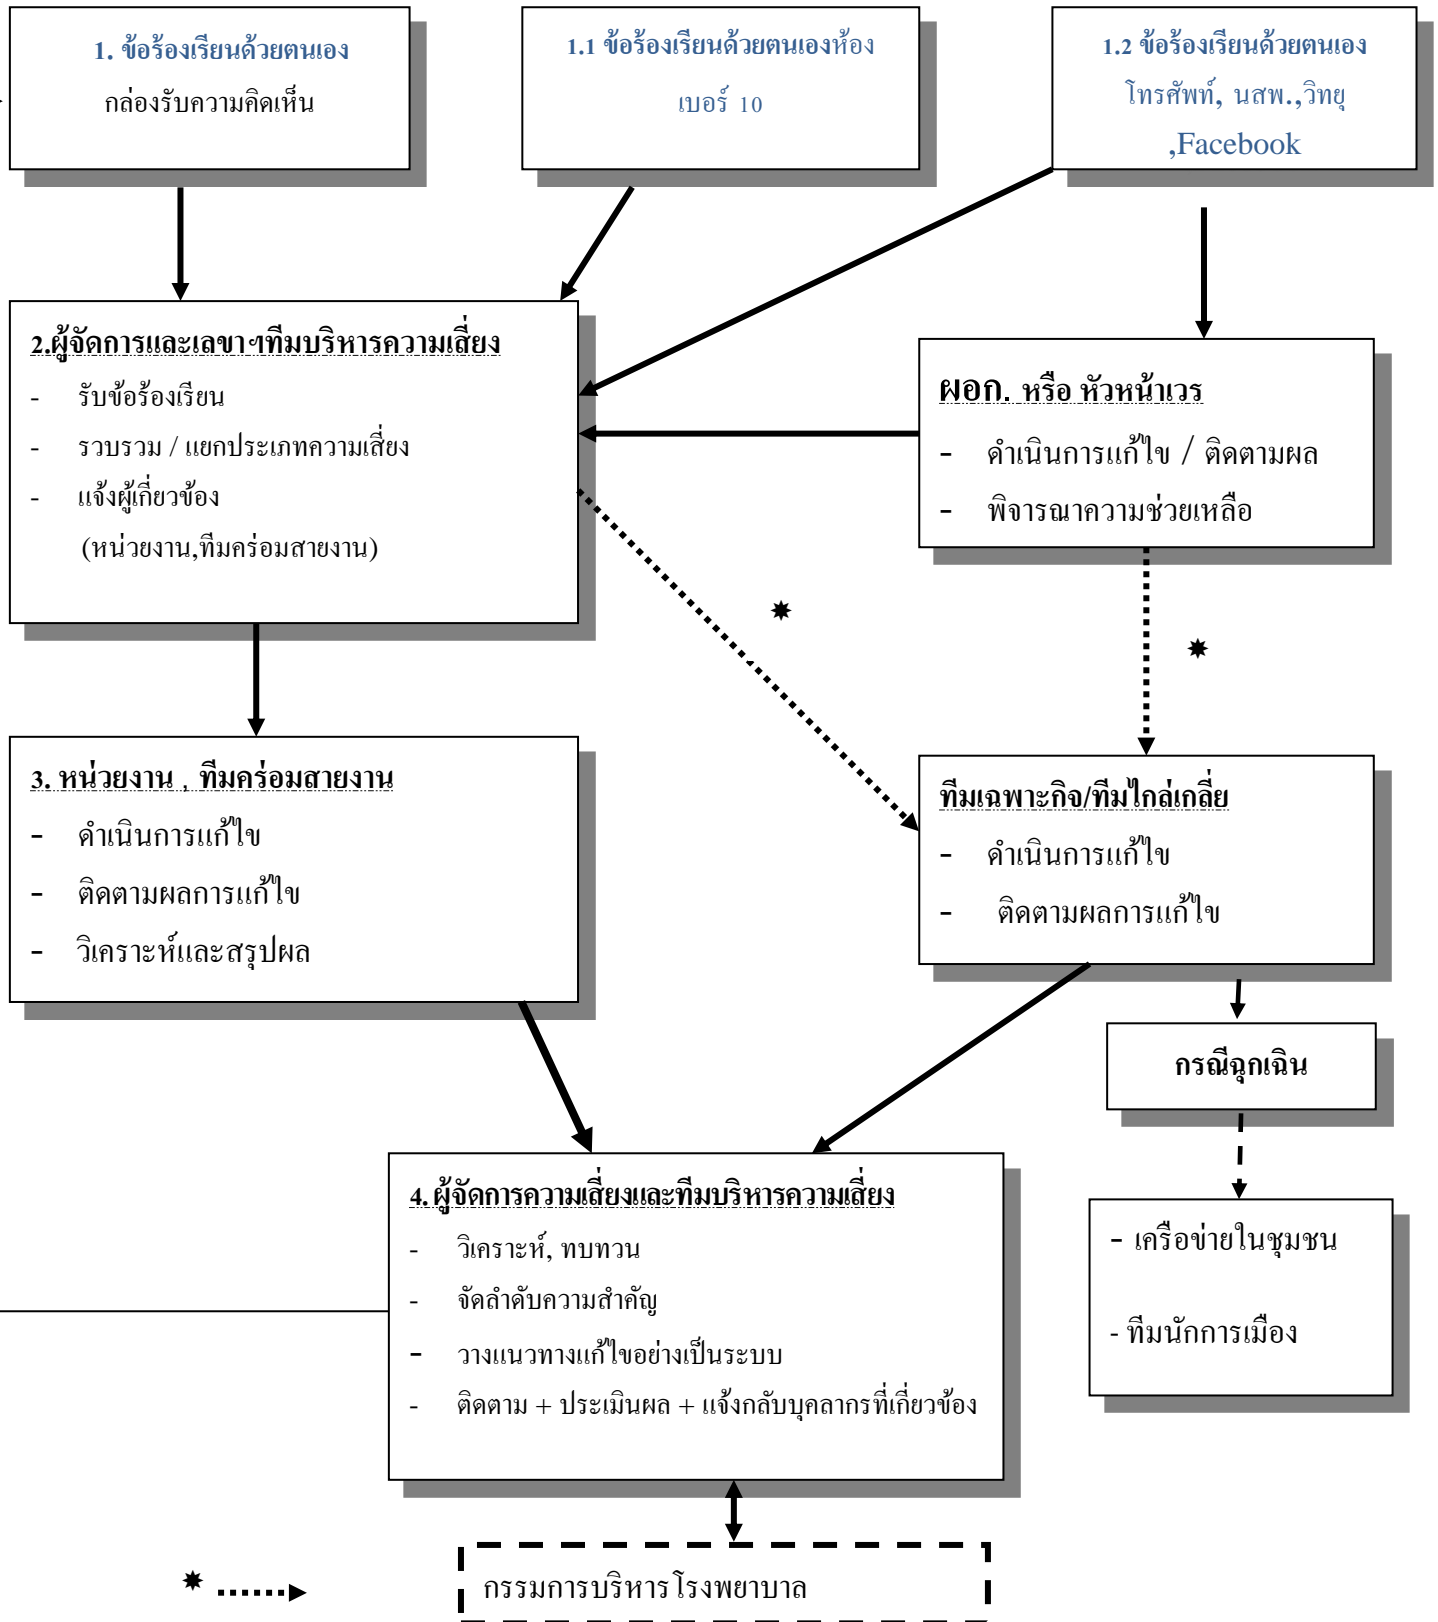 1. ข้อร้องเรียนด้วยตนเอง
กล่องรับความคิดเห็น
1.1 ข้อร้องเรียนด้วยตนเองห้อง
เบอร์ 10
1.2 ข้อร้องเรียนด้วยตนเอง
โทรศัพท์, นสพ.,วิทยุ
,Facebook
2.ผู้จัดการและเลขาฯทีมบริหารความเสี่ยง
- รับข้อร้องเรียน
- รวบรวม / แยกประเภทความเสี่ยง
- แจ้งผู้เกี่ยวข้อง
(หน่วยงาน,ทีมคร่อมสายงาน)
ผอก. หรือ หัวหน้าเวร
- ดำเนินการแก้ไข / ติดตามผล
- พิจารณาความช่วยเหลือ
3. หน่วยงาน , ทีมคร่อมสายงาน
- ดำเนินการแก้ไข
- ติดตามผลการแก้ไข
- วิเคราะห์และสรุปผล
ทีมเฉพาะกิจ/ทีมไกล่เกลี่ย
- ดำเนินการแก้ไข
- ติดตามผลการแก้ไข
กรณีฉุกเฉิน
- เครือข่ายในชุมชน
- ทีมนักการเมือง
4. ผู้จัดการความเสี่ยงและทีมบริหารความเสี่ยง
- วิเคราะห์, ทบทวน
- จัดลำดับความสำคัญ
- วางแนวทางแก้ไขอย่างเป็นระบบ
- ติดตาม + ประเมินผล + แจ้งกลับบุคลากรที่เกี่ยวข้อง
กรรมการบริหารโรงพยาบาล